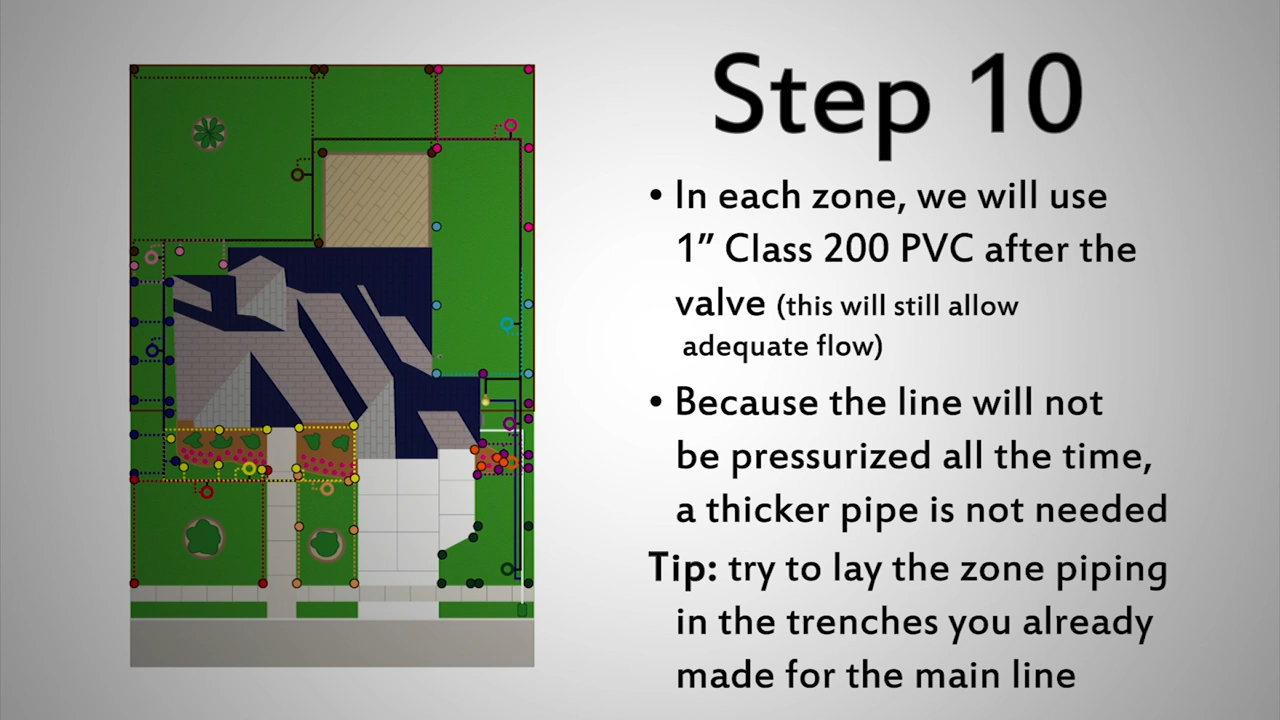 Step 10
• In each zone, we will use
1” Class 200 PVC after the
valve (this will still allow
adequate flow)
• Because the line will not
be pressurized all the time,
a thicker pipe is not needed
Tip: try to lay the zone piping
in the trenches you already
made for the main line